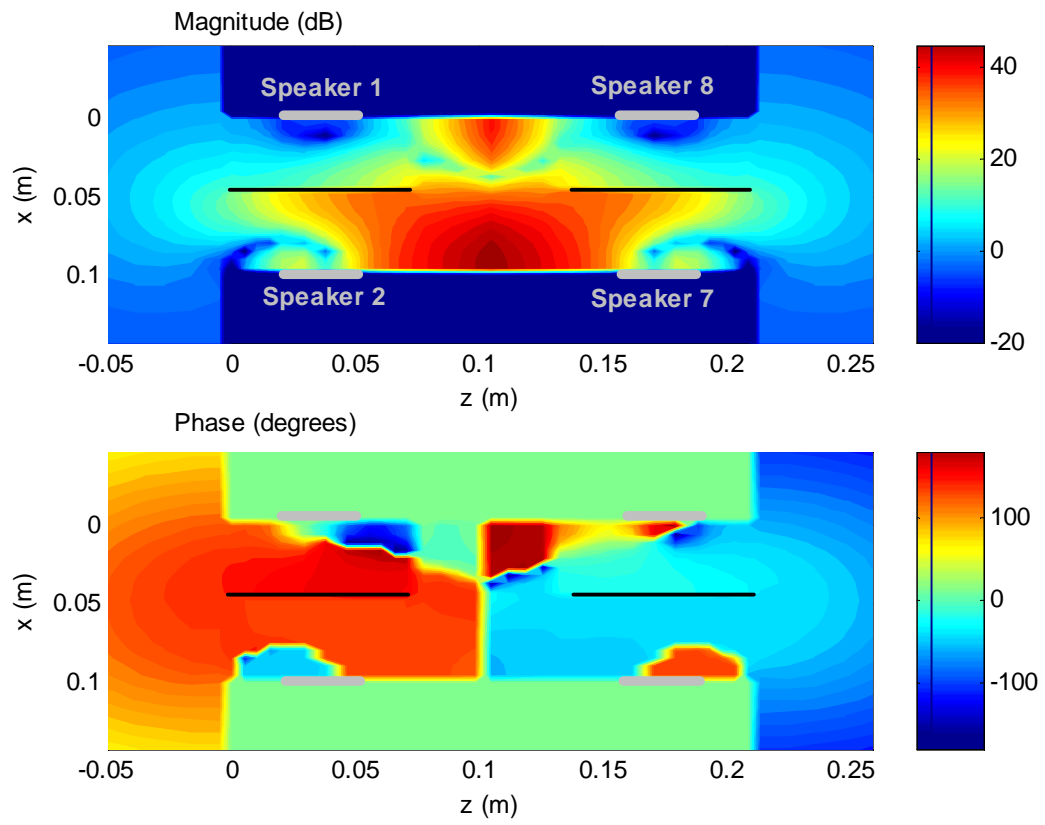 Magnitude (dB)
Speaker 1
Speaker 8
Speaker 2
Speaker 7
x (m)
0
0.05
0.1
-0.05
0
0.05
0.1
0.15
0.2
0.25
z (m)
40
20
0
-20
Phase (degrees)
x (m)
0
0.05
0.1
-0.05
0
0.05
0.1
0.15
0.2
0.25
z (m)
100
0
-100